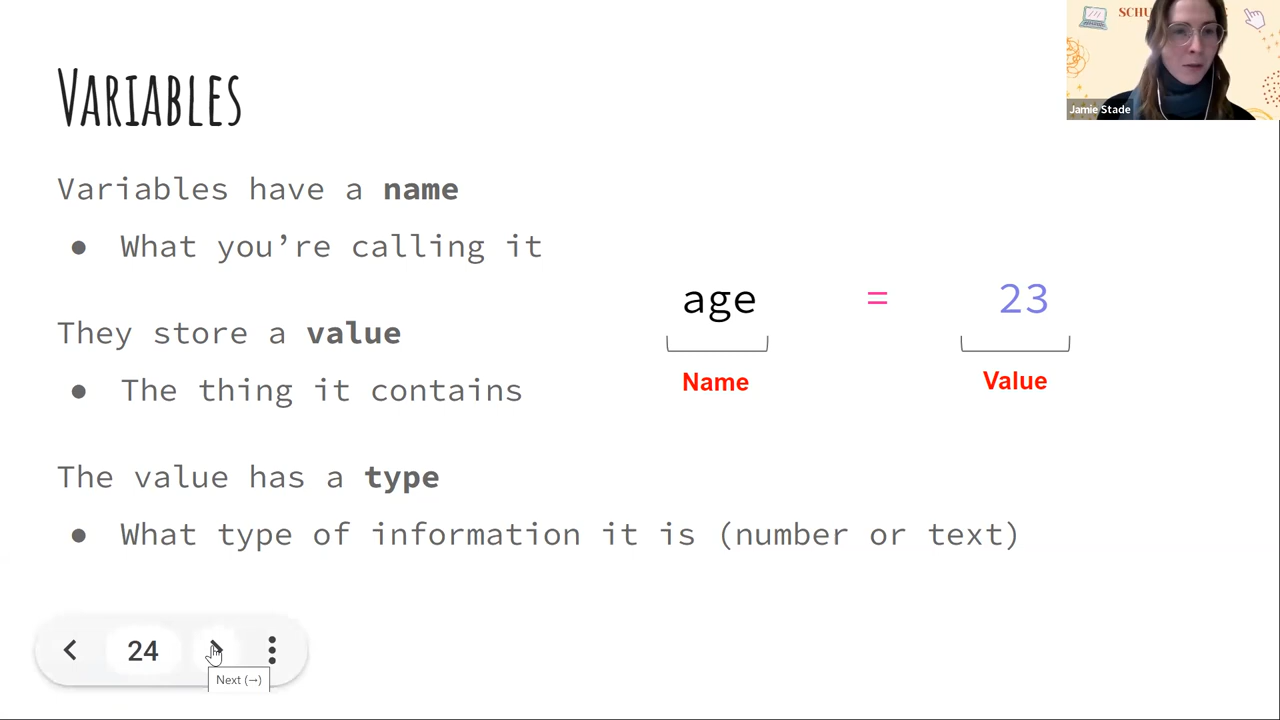 VARIABLES
Variables have a name
● What you’re calling it
They store a value
● The thing it contains
The value has a type
● What type of information it is (number or text)
age = 23
Name Value
24
Next (→)
SCHU
Jamie Stade